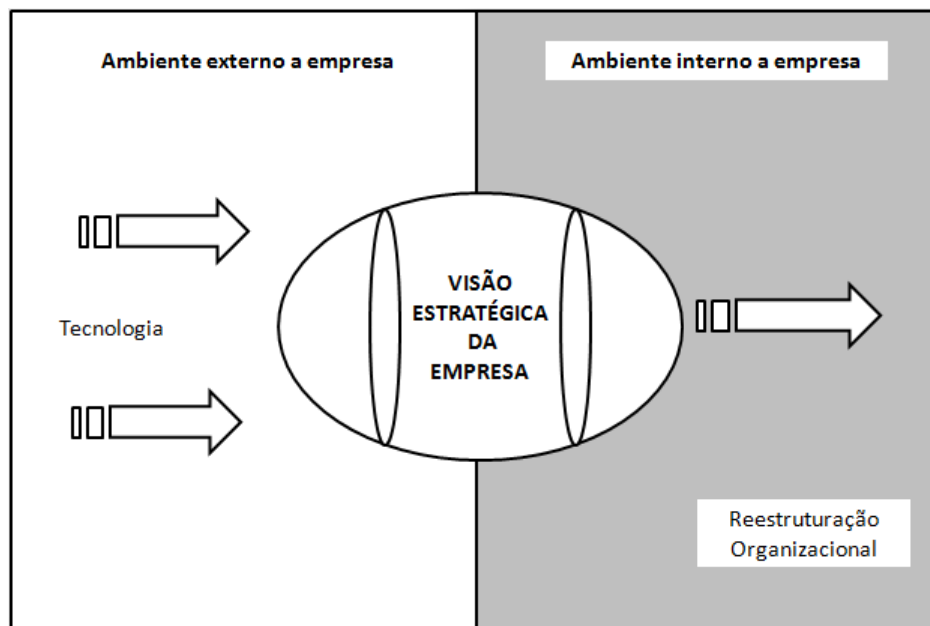 Ambiente externo a empresa
Ambiente interno a empresa
Tecnologia
VISÃO
ESTRATÉGICA
DA
EMPRESA
Reestruturação
Organizacional